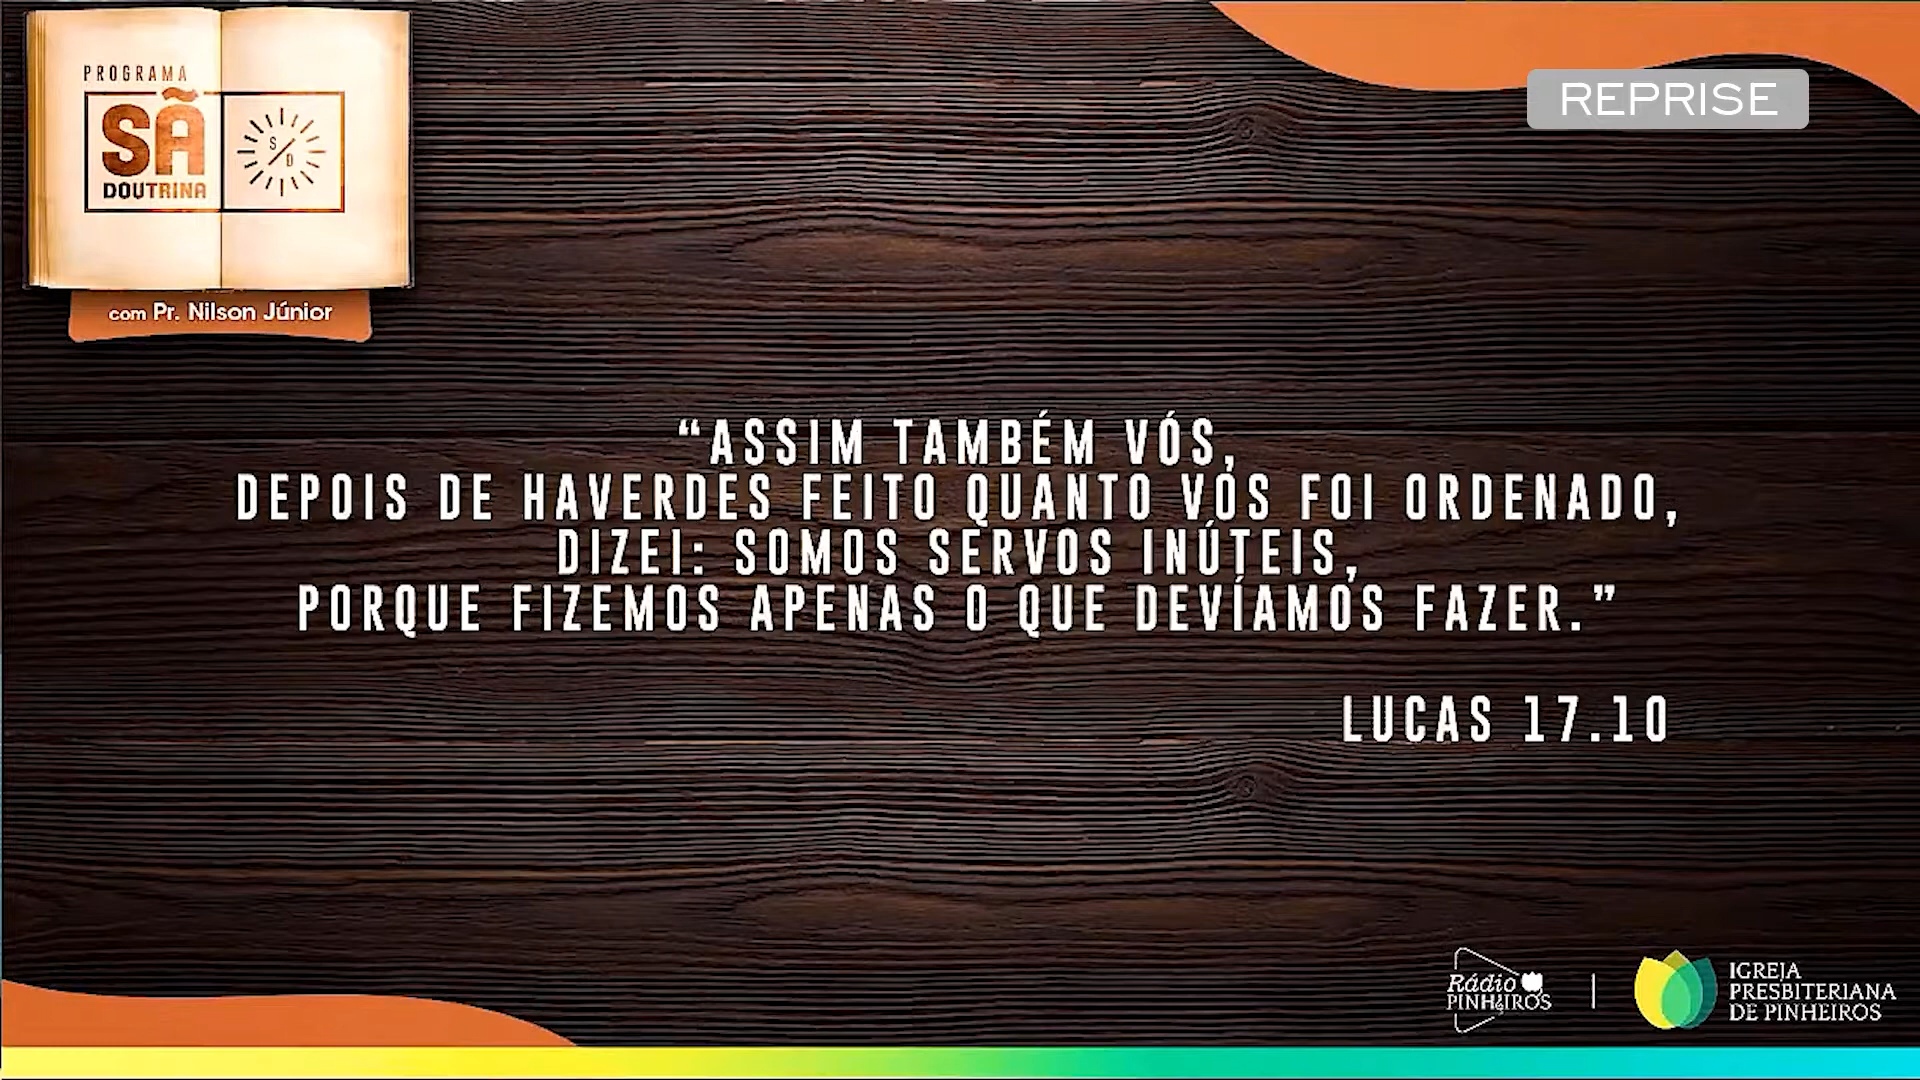 PROGRAMA
SÃ
DOUTRINA
S
D
com Pr. Nilson Júnior
REPRISE
“ASSIM TAMBÉM VÓS,
DEPOIS DE HAVERDES FEITO QUANTO VÓS FOI ORDENADO,
DIZEI: SOMOS SERVOS INÚTEIS,
PORQUE FIZEMOS APENAS O QUE DEVÍAMOS FAZER.”
LUCAS 17.10
Rádio
PINHEIROS
IGREJA
PRESBITERIANA
DE PINHEIROS